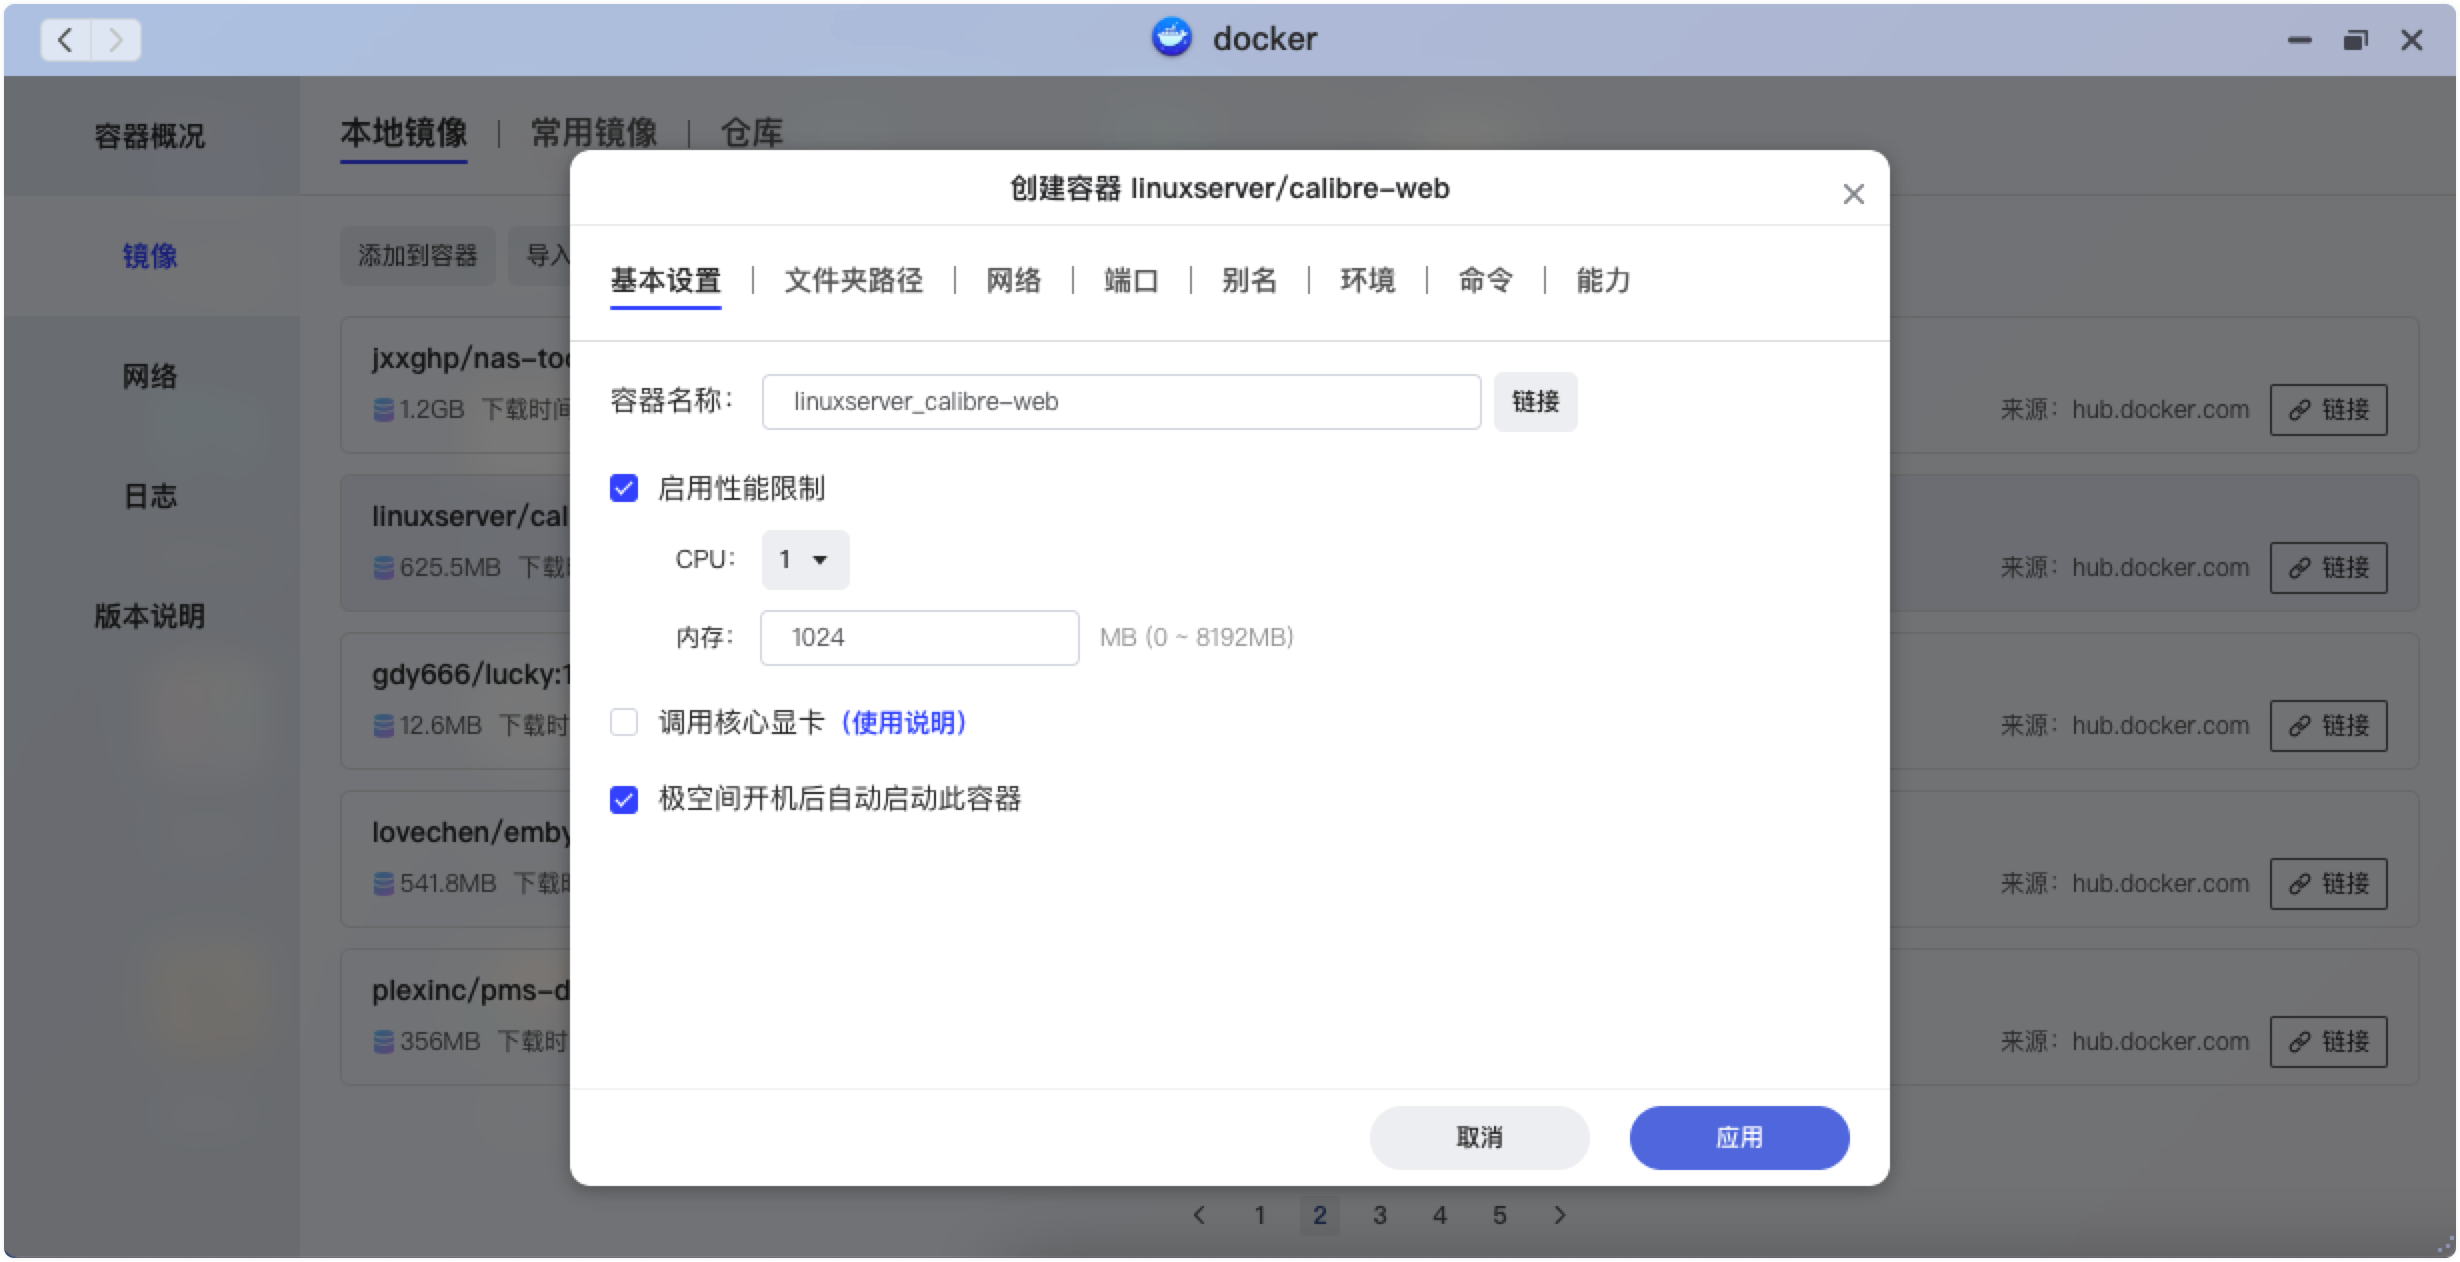 docker
容器概况
镜像
网络
日志
版本说明
本地镜像 | 常用镜像 | 仓库
添加到容器 导入
jxxghp/nas-too
1.2GB 下载时间
来源: hub.docker.com 链接
linuxserver/cal
625.5MB 下载
来源: hub.docker.com 链接
gdy666/lucky:1
12.6MB 下载时
来源: hub.docker.com 链接
lovechen/emby
541.8MB 下载时
来源: hub.docker.com 链接
plexinc/pms-d
356MB 下载时
来源: hub.docker.com 链接
创建容器 linuxserver/calibre-web
基本设置 | 文件夹路径 | 网络 | 端口 | 别名 | 环境 | 命令 | 能力
容器名称: linuxserver_calibre-web 链接
启用性能限制
CPU: 1
内存: 1024 MB (0 ~ 8192MB)
调用核心显卡 (使用说明)
极空间开机后自动启动此容器
取消 应用
1 2 3 4 5